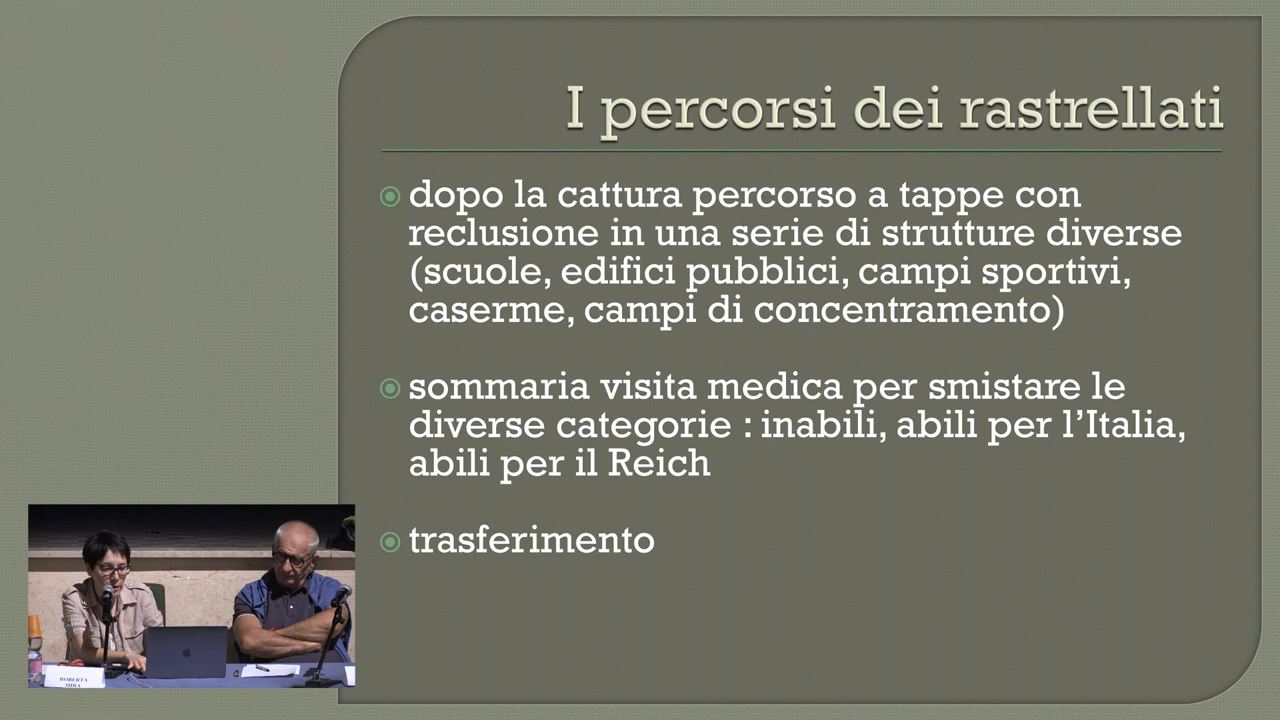 I percorsi dei rastrellati
dopo la cattura percorso a tappe con
reclusione in una serie di strutture diverse
(scuole, edifici pubblici, campi sportivi,
caserme, campi di concentramento)
sommaria visita medica per smistare le
diverse categorie : inabili, abili per l’Italia,
abili per il Reich
trasferimento
ROBERTA
MIRA